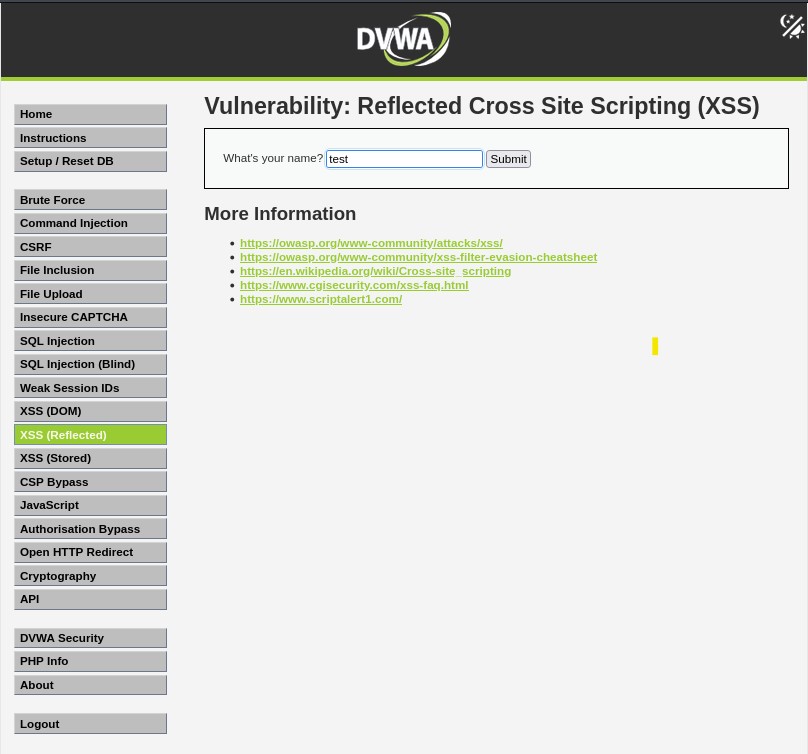 DVWA
Home
Instructions
Setup / Reset DB
Brute Force
Command Injection
CSRF
File Inclusion
File Upload
Insecure CAPTCHA
SQL Injection
SQL Injection (Blind)
Weak Session IDs
XSS (DOM)
XSS (Reflected)
XSS (Stored)
CSP Bypass
JavaScript
Authorisation Bypass
Open HTTP Redirect
Cryptography
API
DVWA Security
PHP Info
About
Logout
Vulnerability: Reflected Cross Site Scripting (XSS)
What's your name? test Submit
More Information
https://owasp.org/www-community/attacks/xss/
https://owasp.org/www-community/xss-filter-evasion-cheatsheet
https://en.wikipedia.org/wiki/Cross-site_scripting
https://www.cgisecurity.com/xss-faq.html
https://www.scriptalert1.com/